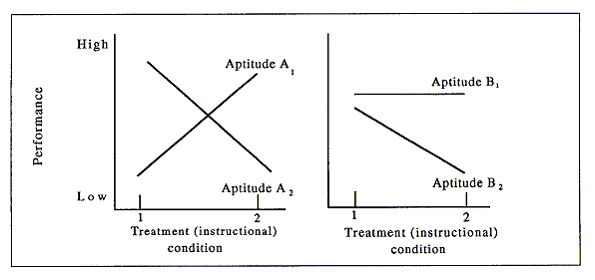 High
Aptitude A1
Performance
Low
Aptitude A2
1 2
Treatment (instructional)
condition
Aptitude B1
Aptitude B2
1 2
Treatment (instructional)
condition